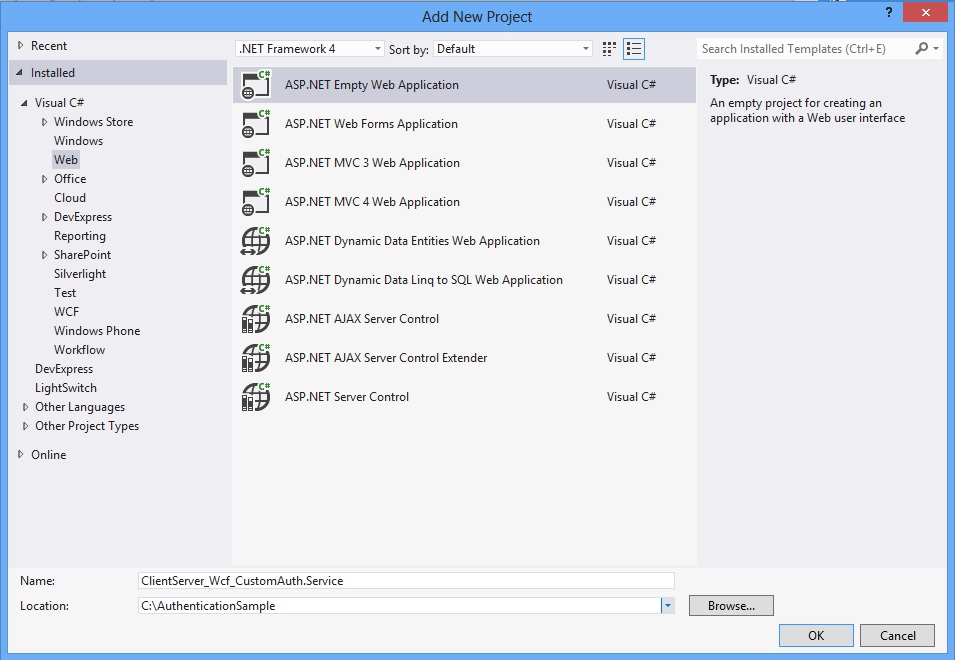 Add New Project
?
Recent
Installed
Visual C#
Windows Store
Windows
Web
Office
Cloud
DevExpress
Reporting
SharePoint
Silverlight
Test
WCF
Windows Phone
Workflow
DevExpress
LightSwitch
Other Languages
Other Project Types
Online
.NET Framework 4 Sort by: Default
C# ASP.NET Empty Web Application Visual C#
C# ASP.NET Web Forms Application Visual C#
C# ASP.NET MVC 3 Web Application Visual C#
C# ASP.NET MVC 4 Web Application Visual C#
C# ASP.NET Dynamic Data Entities Web Application Visual C#
C# ASP.NET Dynamic Data Linq to SQL Web Application Visual C#
C# ASP.NET AJAX Server Control Visual C#
C# ASP.NET AJAX Server Control Extender Visual C#
C# ASP.NET Server Control Visual C#
Search Installed Templates (Ctrl+E)
Type: Visual C#
An empty project for creating an
application with a Web user interface
Name: ClientServer_Wcf_CustomAuth.Service
Location: C:\AuthenticationSample Browse...
OK Cancel